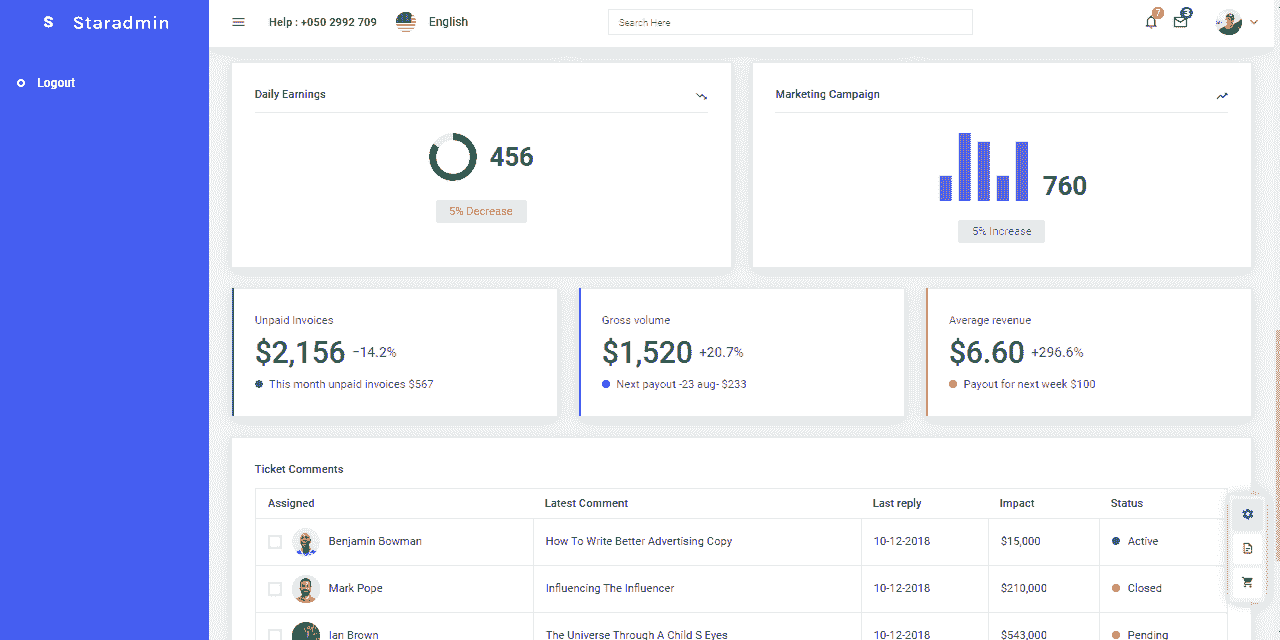 S Staradmin
Help : +050 2992 709 English Search Here 7 3
Logout
Daily Earnings
456
5% Decrease
Marketing Campaign
760
5% Increase
Unpaid Invoices
$2,156 −14.2%
This month unpaid invoices $567
Gross volume
$1,520 +20.7%
Next payout -23 aug- $233
Average revenue
$6.60 +296.6%
Payout for next week $100
Ticket Comments
Assigned Latest Comment Last reply Impact Status
Benjamin Bowman How To Write Better Advertising Copy 10-12-2018 $15,000 Active
Mark Pope Influencing The Influencer 10-12-2018 $210,000 Closed
Ian Brown The Universe Through A Child S Eyes 10-12-2018 $543,000 Pending